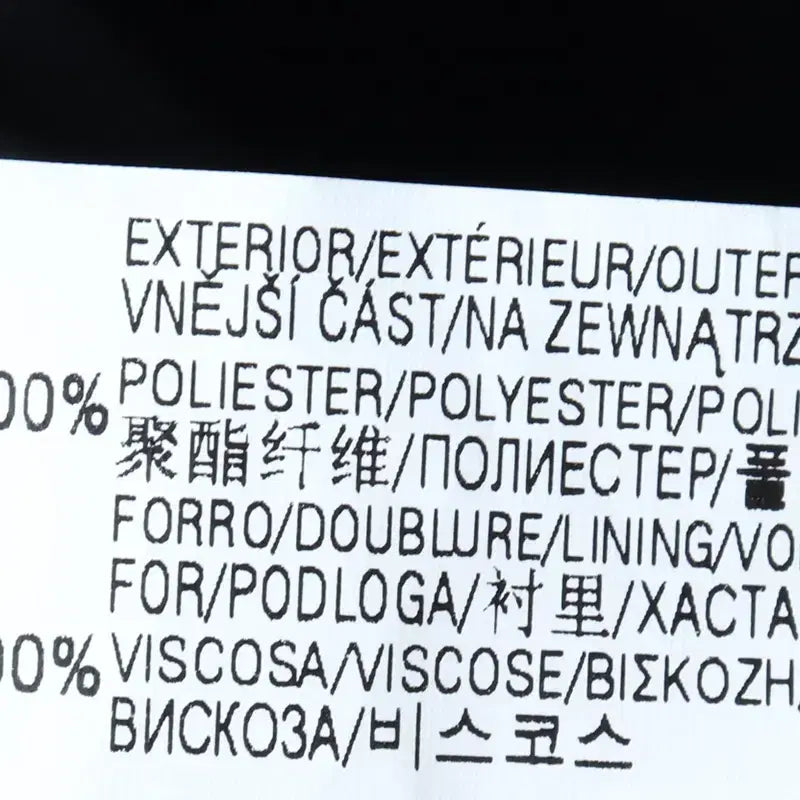 EXTERIOR/EXTÉRIEUR/OUTER
VNĚJŠÍ ČÁST/NA ZEWNĄTRZ
00% POLIESTER/POLYESTER/POLI
聚酯纤维/ПОЛИЕСТЕР/폴
FORRO/DOUBLURE/LINING/VO
FOR/PODLOGA/衬里/ХАСТА
00% VISCOSA/VISCOSE/ΒΙΣΚΟΖΗ
ВИСКОЗА/비스코스